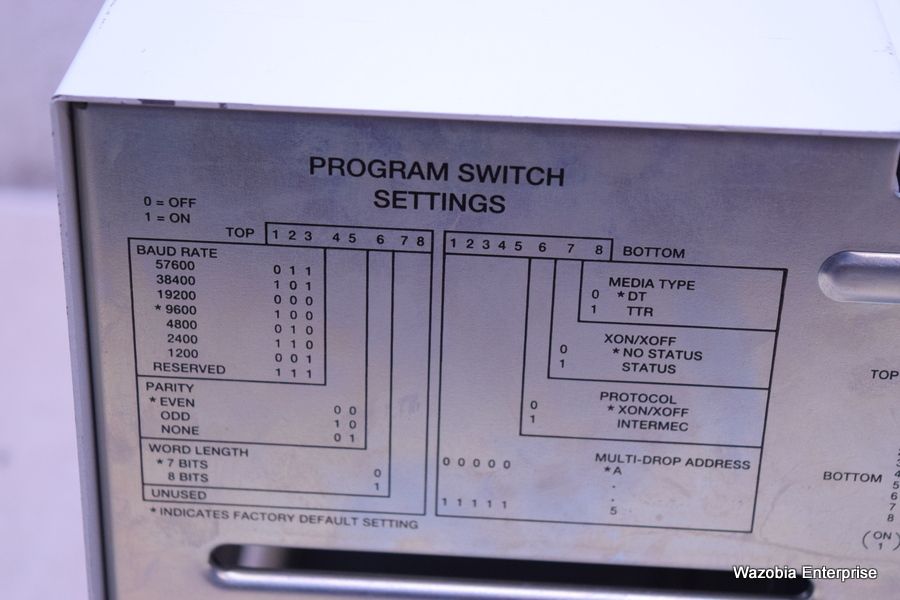 PROGRAM SWITCH
SETTINGS
0 = OFF
1 = ON
TOP 1 2 3 4 5 6 7 8
BAUD RATE
57600 0 1 1
38400 1 0 1
19200 0 0 0
* 9600 1 0 0
4800 0 1 0
2400 1 1 0
1200 0 0 1
RESERVED 1 1 1
PARITY
* EVEN 0 0
ODD 1 0
NONE 0 1
WORD LENGTH
* 7 BITS 0
8 BITS 1
UNUSED
* INDICATES FACTORY DEFAULT SETTING
1 2 3 4 5 6 7 8 BOTTOM
MEDIA TYPE
0 * DT
1 TTR
XON/XOFF
0 * NO STATUS
1 STATUS
PROTOCOL
0 * XON/XOFF
1 INTERMEC
MULTI-DROP ADDRESS
0 0 0 0 0 * A
.
.
1 1 1 1 1 5
TOP
BOTTOM
4
5
6
7
8
(ON
1
Wazobia Enterprise